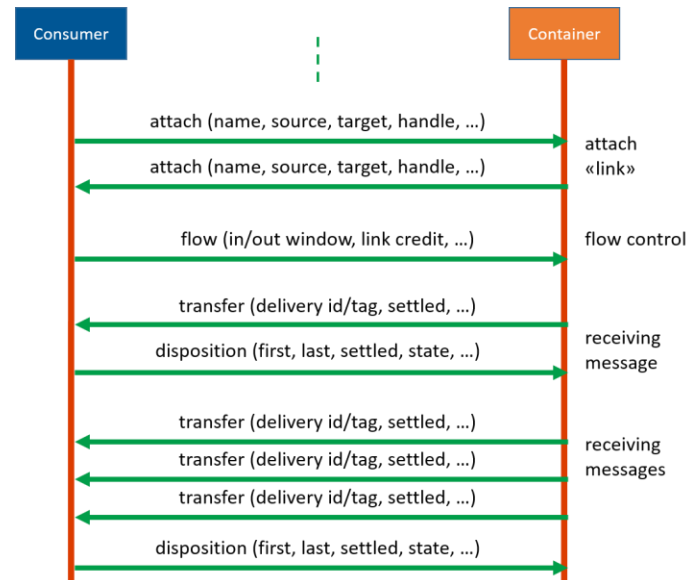 Consumer
Container
attach (name, source, target, handle, …)
attach (name, source, target, handle, …)
attach
«link»
flow (in/out window, link credit, …)
flow control
transfer (delivery id/tag, settled, …)
disposition (first, last, settled, state, …)
receiving
message
transfer (delivery id/tag, settled, …)
transfer (delivery id/tag, settled, …)
transfer (delivery id/tag, settled, …)
receiving
messages
disposition (first, last, settled, state, …)